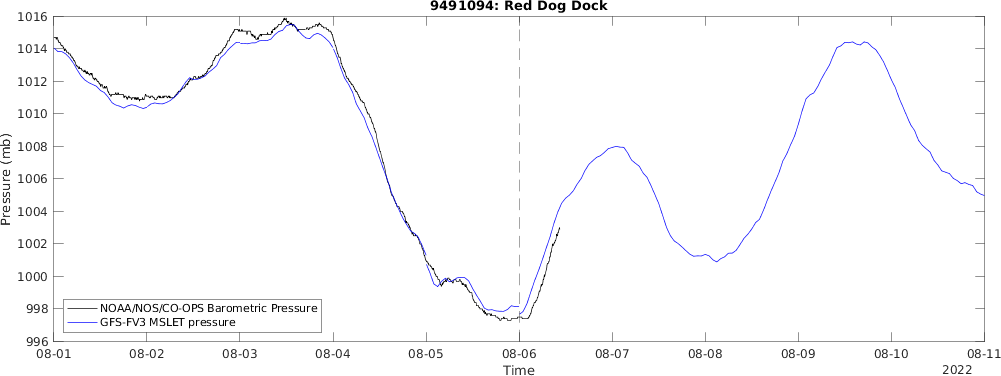 9491094: Red Dog Dock
Pressure (mb)
1016
1014
1012
1010
1008
1006
1004
1002
1000
998
996
NOAA/NOS/CO-OPS Barometric Pressure
GFS-FV3 MSLET pressure
08-01 08-02 08-03 08-04 08-05 08-06 08-07 08-08 08-09 08-10 08-11
Time
2022